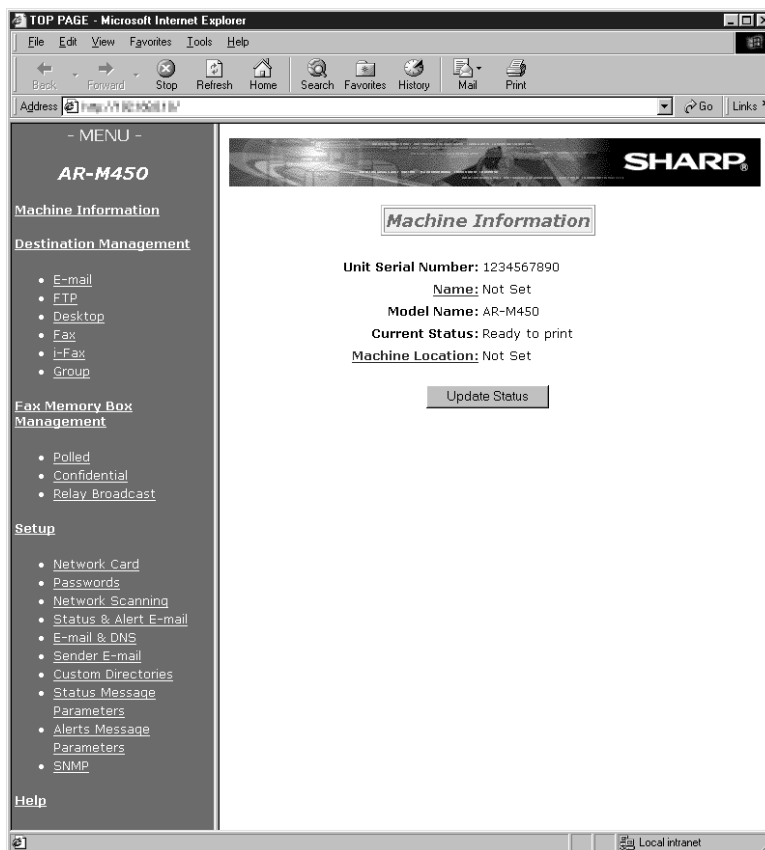 TOP PAGE - Microsoft Internet Explorer
File Edit View Favorites Tools Help
Back Forward Stop Refresh Home Search Favorites History Mail Print
Address Go Links
- MENU -
AR-M450
Machine Information
Destination Management
• E-mail
• FTP
• Desktop
• Fax
• i-Fax
• Group
Fax Memory Box
Management
• Polled
• Confidential
• Relay Broadcast
Setup
• Network Card
• Passwords
• Network Scanning
• Status & Alert E-mail
• E-mail & DNS
• Sender E-mail
• Custom Directories
• Status Message
Parameters
• Alerts Message
Parameters
• SNMP
Help
SHARP®
Machine Information
Unit Serial Number: 1234567890
Name: Not Set
Model Name: AR-M450
Current Status: Ready to print
Machine Location: Not Set
Update Status
Local intranet